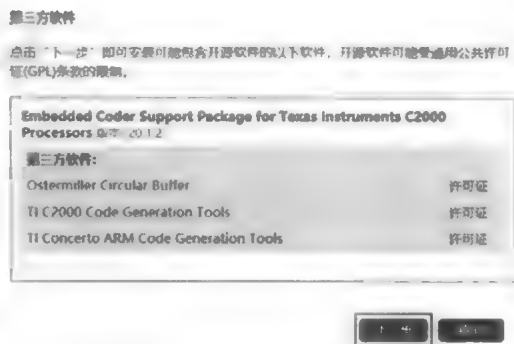 第三方软件
点击“下一步”即可安装可能包含开源软件的以下软件，开源软件可能受通用公共许可
证(GPL)条款的限制。
Embedded Coder Support Package for Texas Instruments C2000
Processors 版本 20.1.2
第三方软件:
Ostermiller Circular Buffer 许可证
TI C2000 Code Generation Tools 许可证
TI Concerto ARM Code Generation Tools 许可证
下一步